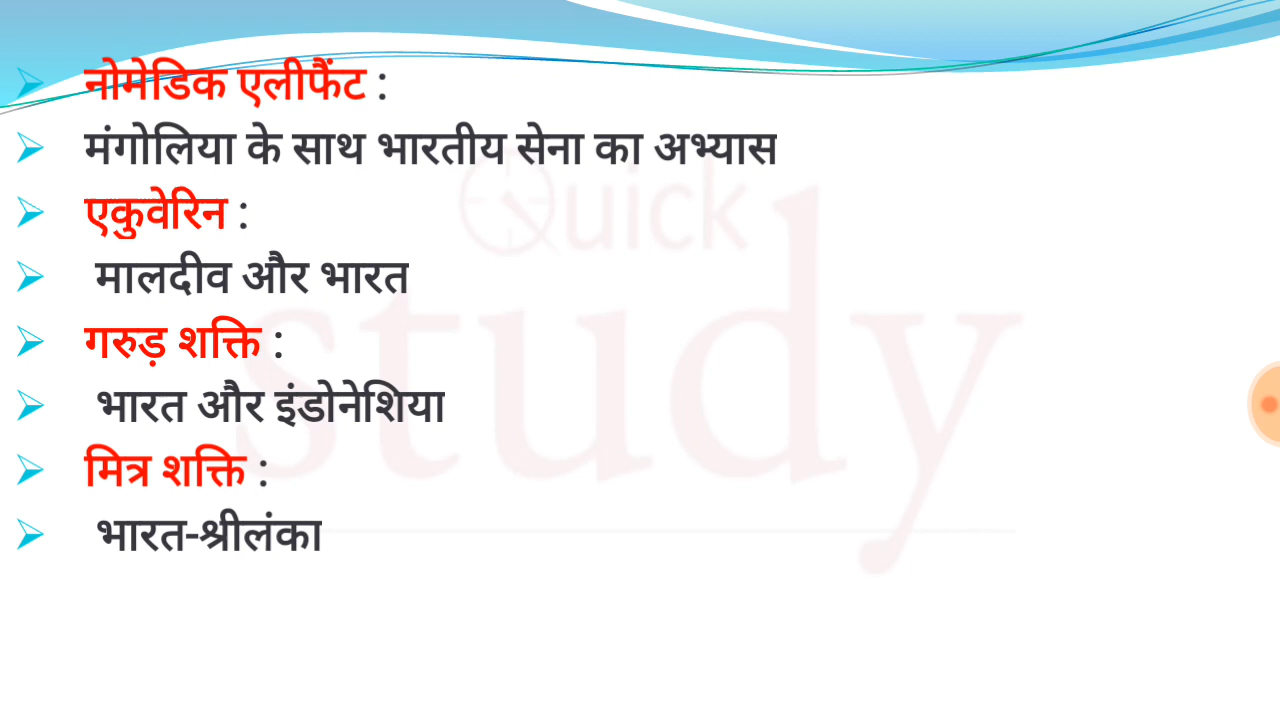 नोमेडिक एलीफैंट :
मंगोलिया के साथ भारतीय सेना का अभ्यास
एकुवेरिन :
मालदीव और भारत
गरुड़ शक्ति :
भारत और इंडोनेशिया
मित्र शक्ति :
भारत-श्रीलंका
Quick
study